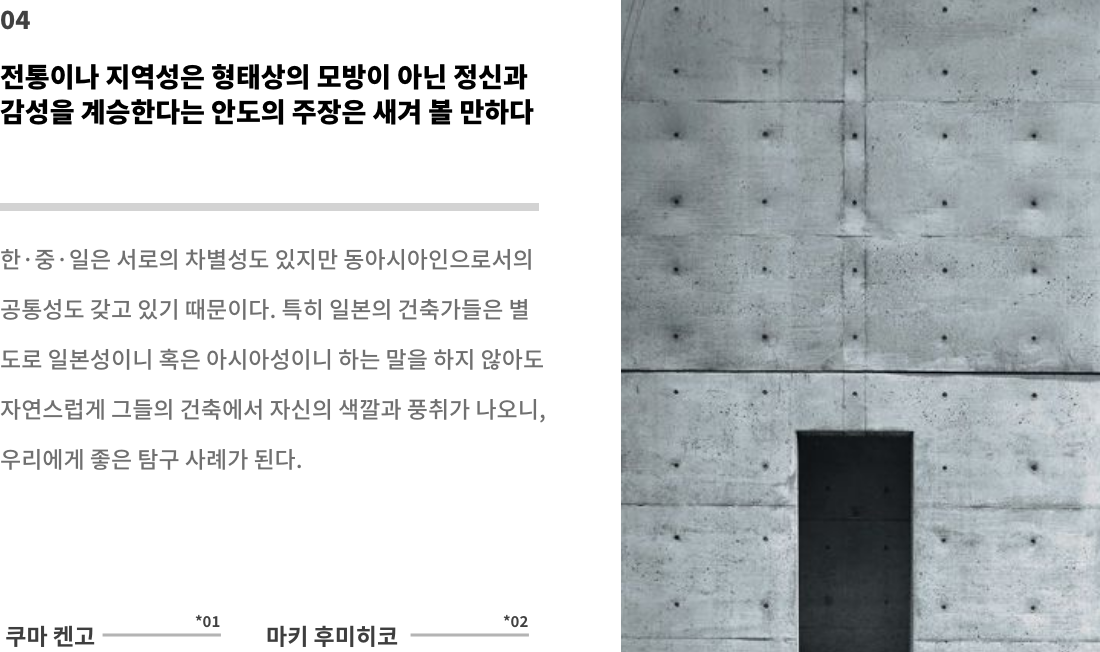 04
전통이나 지역성은 형태상의 모방이 아닌 정신과
감성을 계승한다는 안도의 주장은 새겨 볼 만하다
한·중·일은 서로의 차별성도 있지만 동아시아인으로서의
공통성도 갖고 있기 때문이다. 특히 일본의 건축가들은 별
도로 일본성이니 혹은 아시아성이니 하는 말을 하지 않아도
자연스럽게 그들의 건축에서 자신의 색깔과 풍취가 나오니,
우리에게 좋은 탐구 사례가 된다.
쿠마 켄고 *01
마키 후미히코 *02